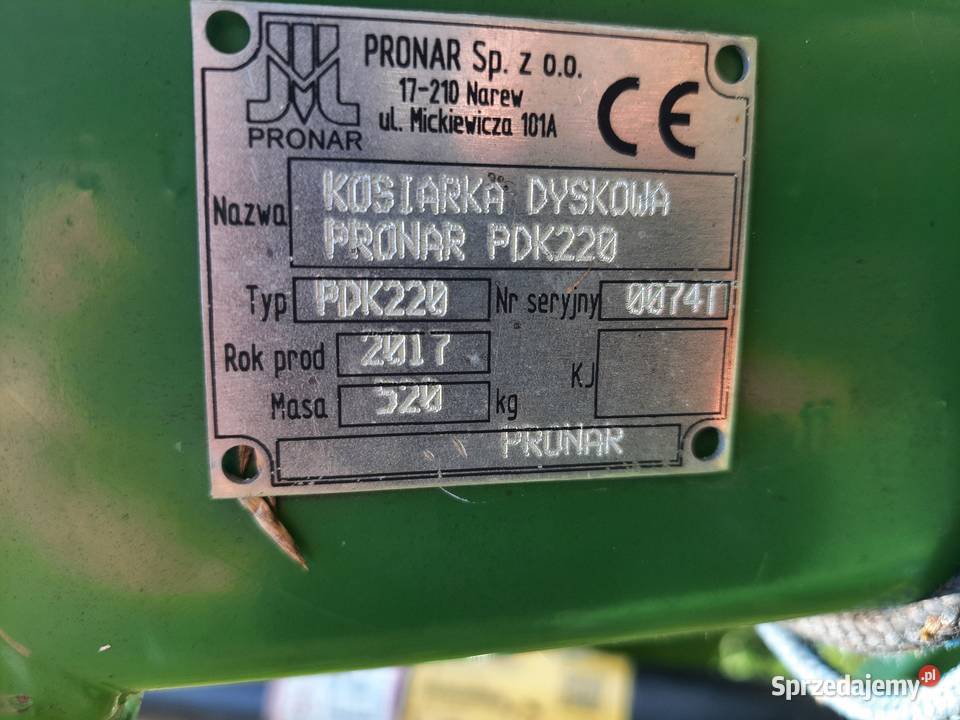 PRONAR
PRONAR Sp. z o.o.
17-210 Narew
ul. Mickiewicza 101A
CE
Nazwa KOSIARKA DYSKOWA
PRONAR PDK220
Typ PDK220 Nr seryjny 0074T
Rok prod 2017
Masa 520 kg KJ
PRONAR
Sprzedajemy.pl